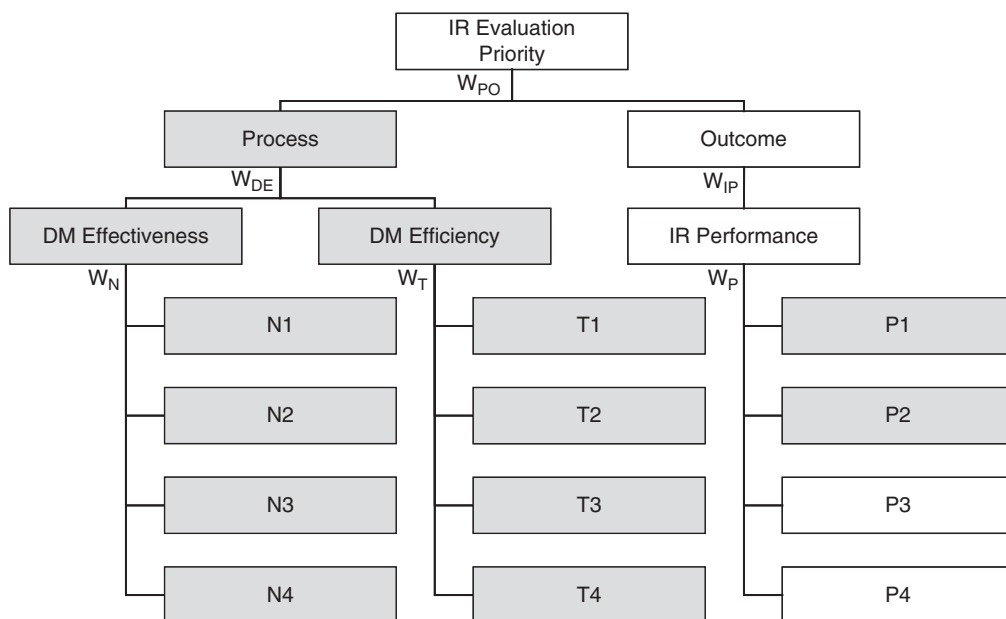 IR Evaluation
Priority
W_PO
Process
Outcome
W_DE
W_IP
DM Effectiveness
DM Efficiency
IR Performance
W_N
W_T
W_P
N1
T1
P1
N2
T2
P2
N3
T3
P3
N4
T4
P4